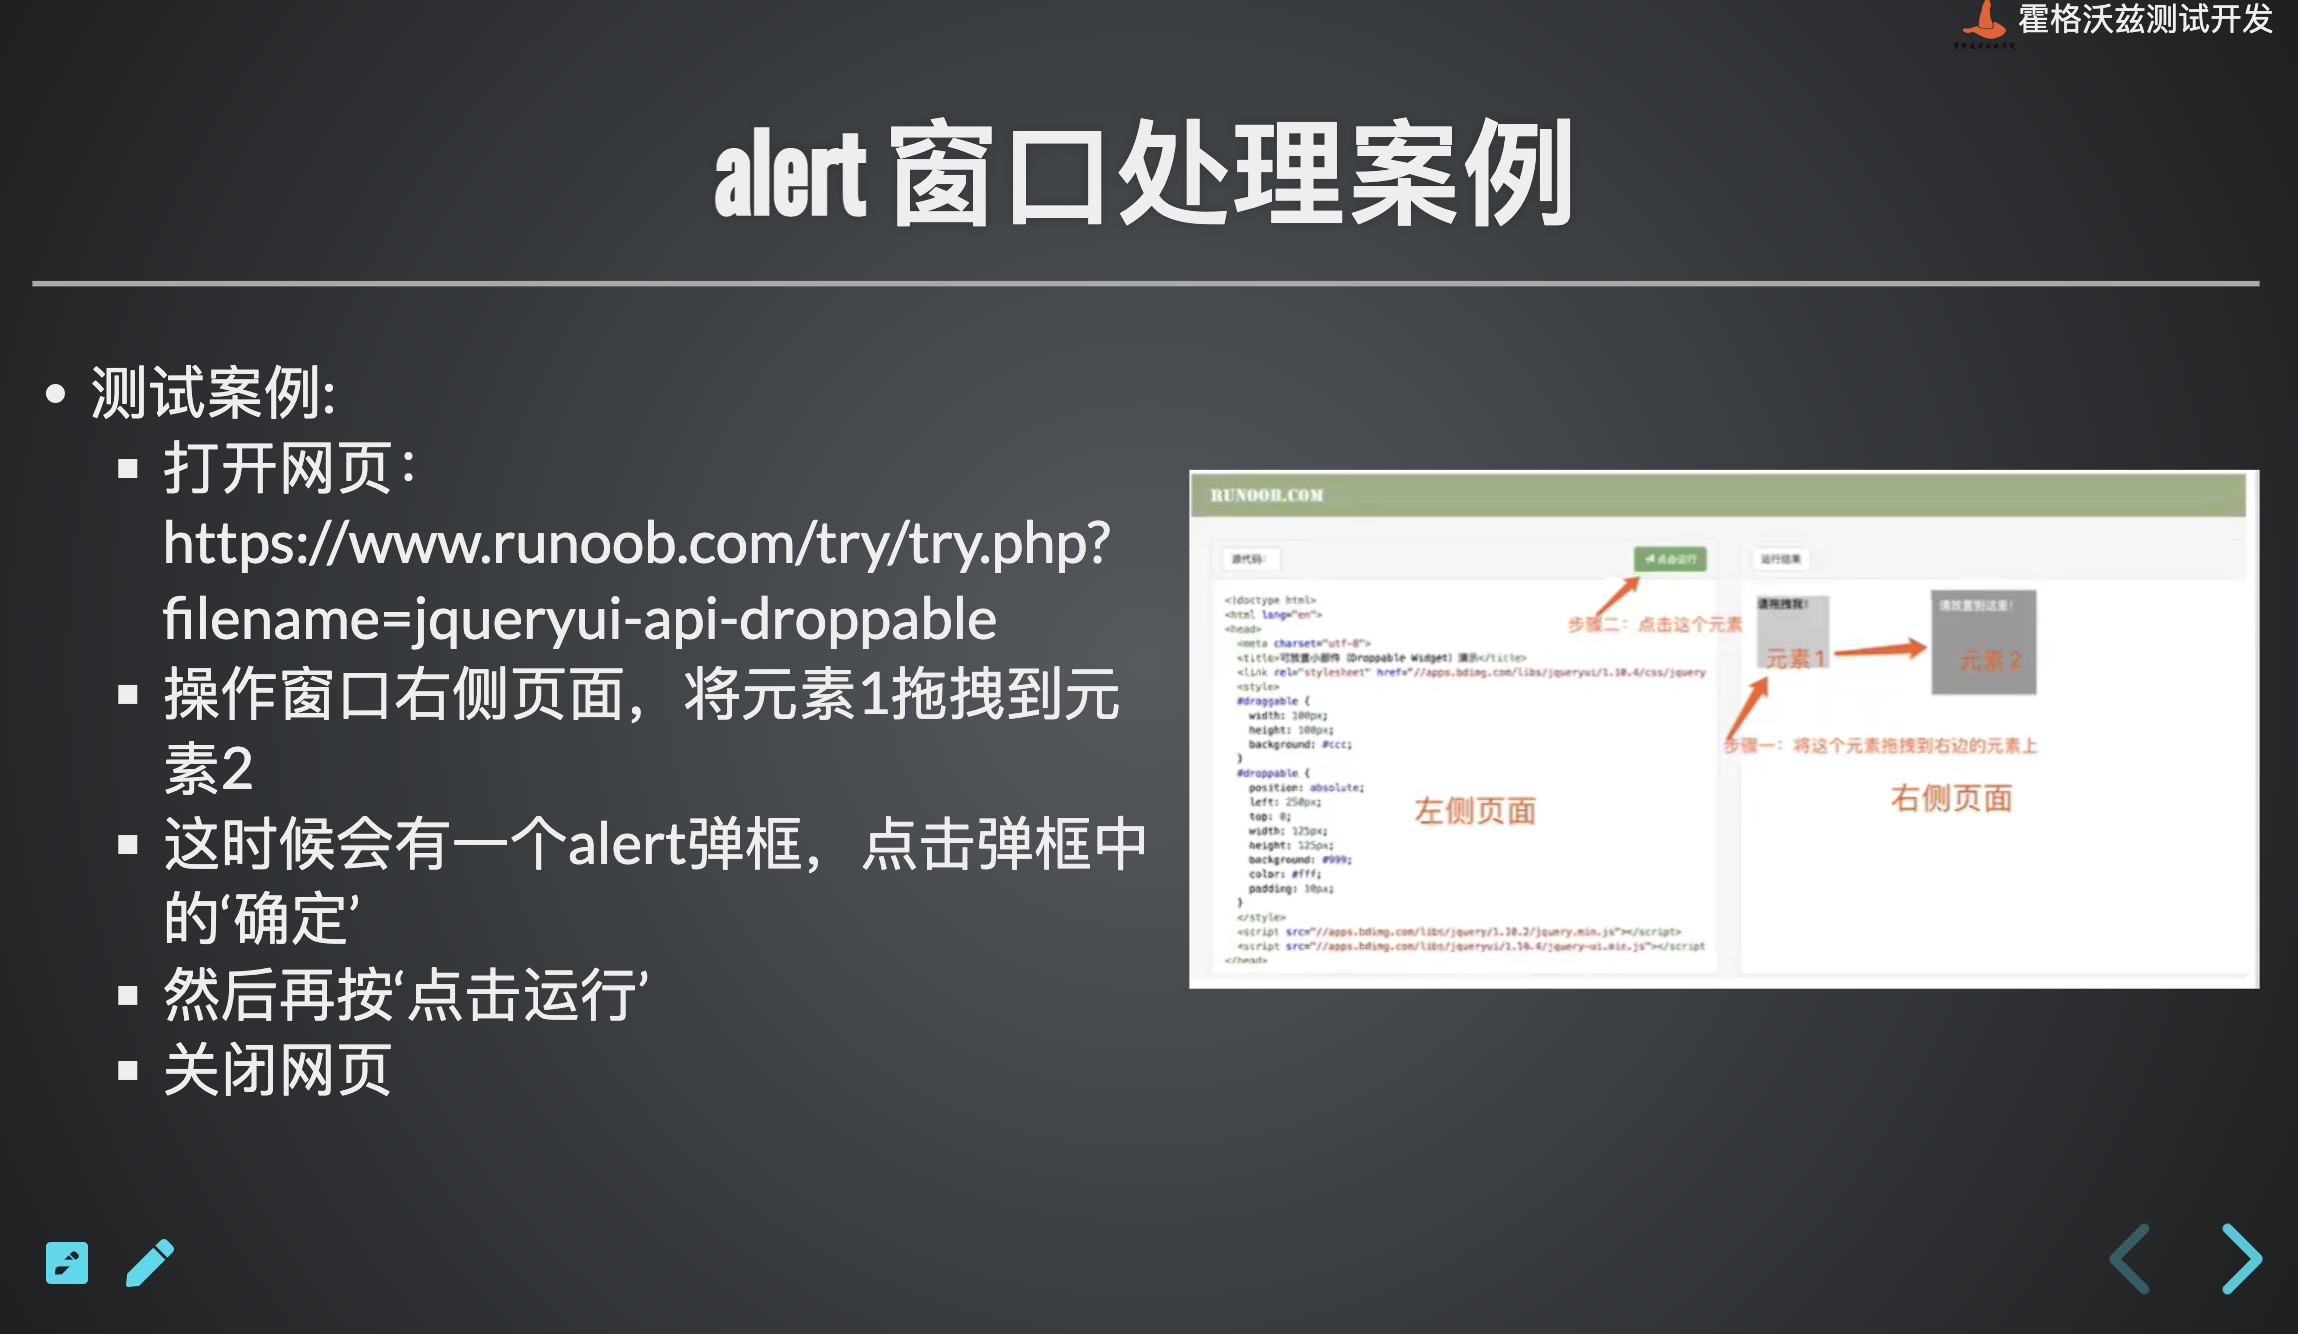 霍格沃兹测试开发
alert 窗口处理案例
测试案例:
打开网页：
https://www.runoob.com/try/try.php?
filename=jqueryui-api-droppable
操作窗口右侧页面，将元素1拖拽到元
素2
这时候会有一个alert弹框，点击弹框中
的‘确定’
然后再按‘点击运行’
关闭网页
RUNOOB.COM
源代码：
点击运行
运行结果
<!doctype html>
<html lang="en">
<head>
<meta charset="utf-8">
<title>可放置小部件（Droppable Widget）演示</title>
<link rel="stylesheet" href="//apps.bdimg.com/libs/jqueryui/1.10.4/css/jquery
<style>
#draggable {
width: 100px;
height: 100px;
background: #ccc;
}
#droppable {
position: absolute;
left: 250px;
top: 0;
width: 125px;
height: 125px;
background: #999;
color: #fff;
padding: 10px;
}
</style>
<script src="//apps.bdimg.com/libs/jquery/1.10.2/jquery.min.js"></script>
<script src="//apps.bdimg.com/libs/jqueryui/1.10.4/jquery-ui.min.js"></script
</head>
步骤二：点击这个元素
左侧页面
请拖拽我！
元素1
请放置到这里！
元素2
步骤一：将这个元素拖拽到右边的元素上
右侧页面